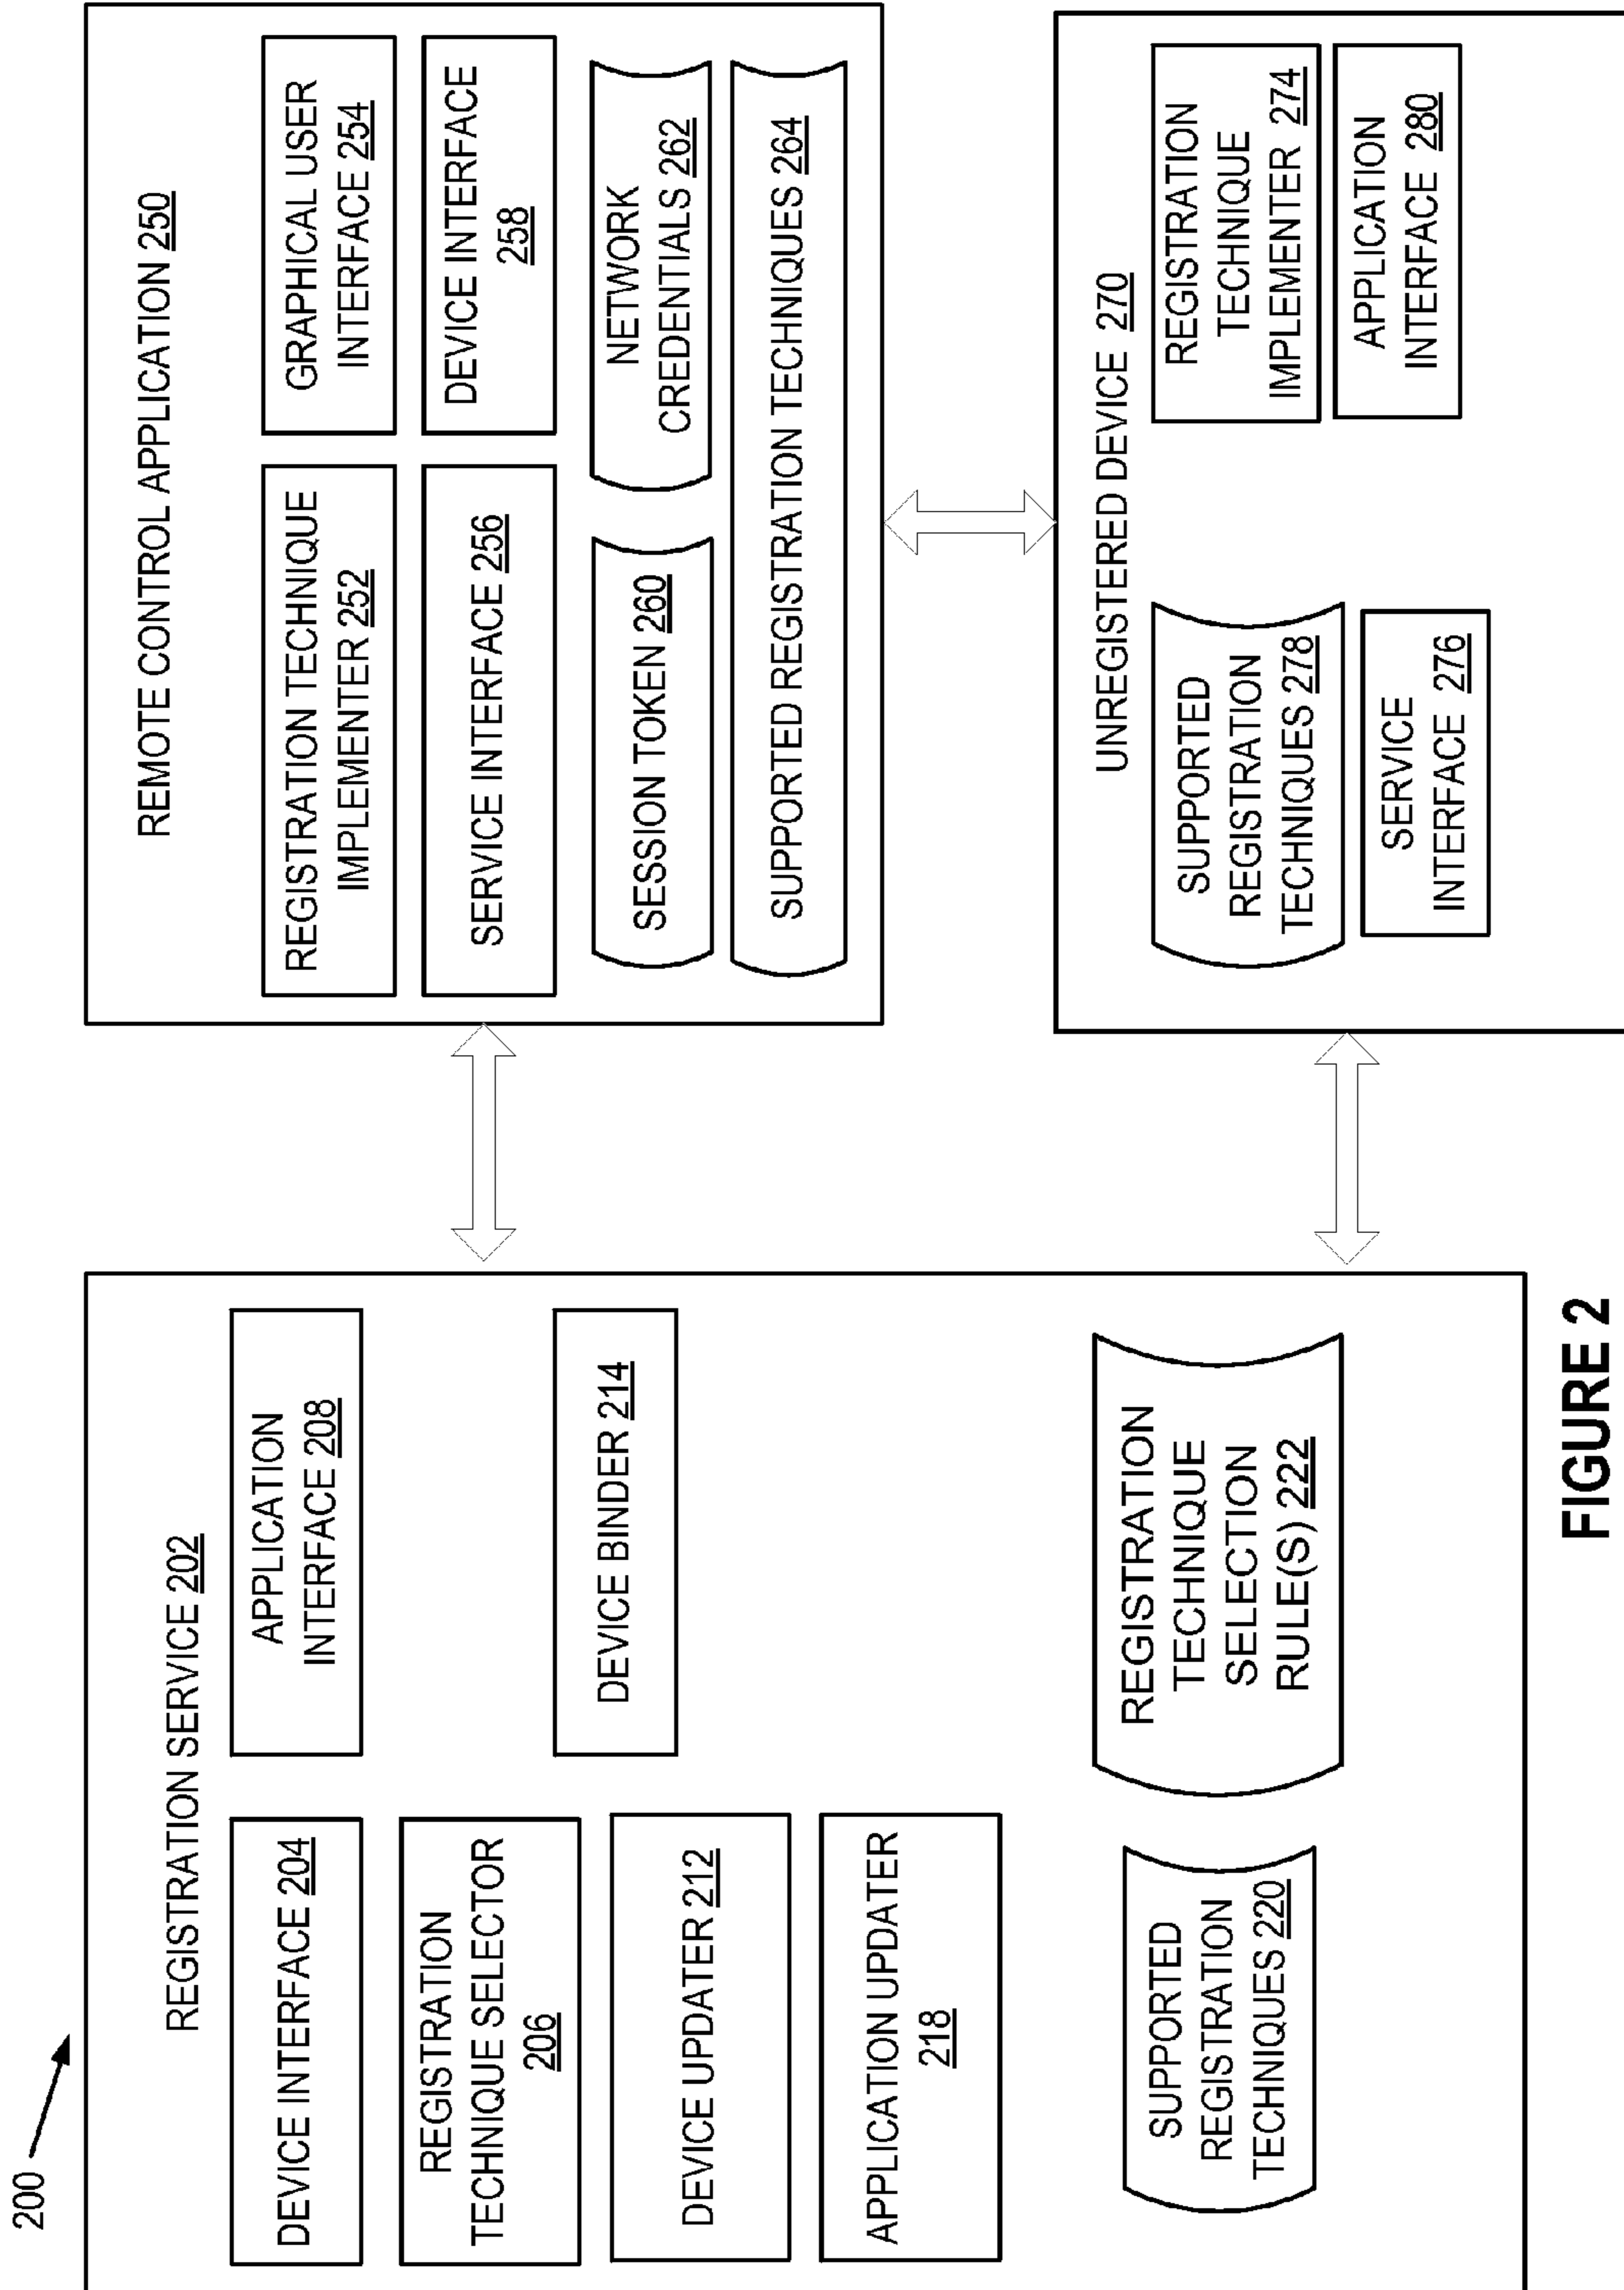 200
REGISTRATION SERVICE 202
DEVICE INTERFACE 204
APPLICATION
INTERFACE 208
REGISTRATION
TECHNIQUE SELECTOR
206
DEVICE BINDER 214
DEVICE UPDATER 212
APPLICATION UPDATER
218
SUPPORTED
REGISTRATION
TECHNIQUES 220
REGISTRATION
TECHNIQUE
SELECTION
RULE(S) 222
REMOTE CONTROL APPLICATION 250
REGISTRATION TECHNIQUE
IMPLEMENTER 252
GRAPHICAL USER
INTERFACE 254
SERVICE INTERFACE 256
DEVICE INTERFACE
258
SESSION TOKEN 260
NETWORK
CREDENTIALS 262
SUPPORTED REGISTRATION TECHNIQUES 264
UNREGISTERED DEVICE 270
SUPPORTED
REGISTRATION
TECHNIQUES 278
REGISTRATION
TECHNIQUE
IMPLEMENTER 274
SERVICE
INTERFACE 276
APPLICATION
INTERFACE 280
FIGURE 2